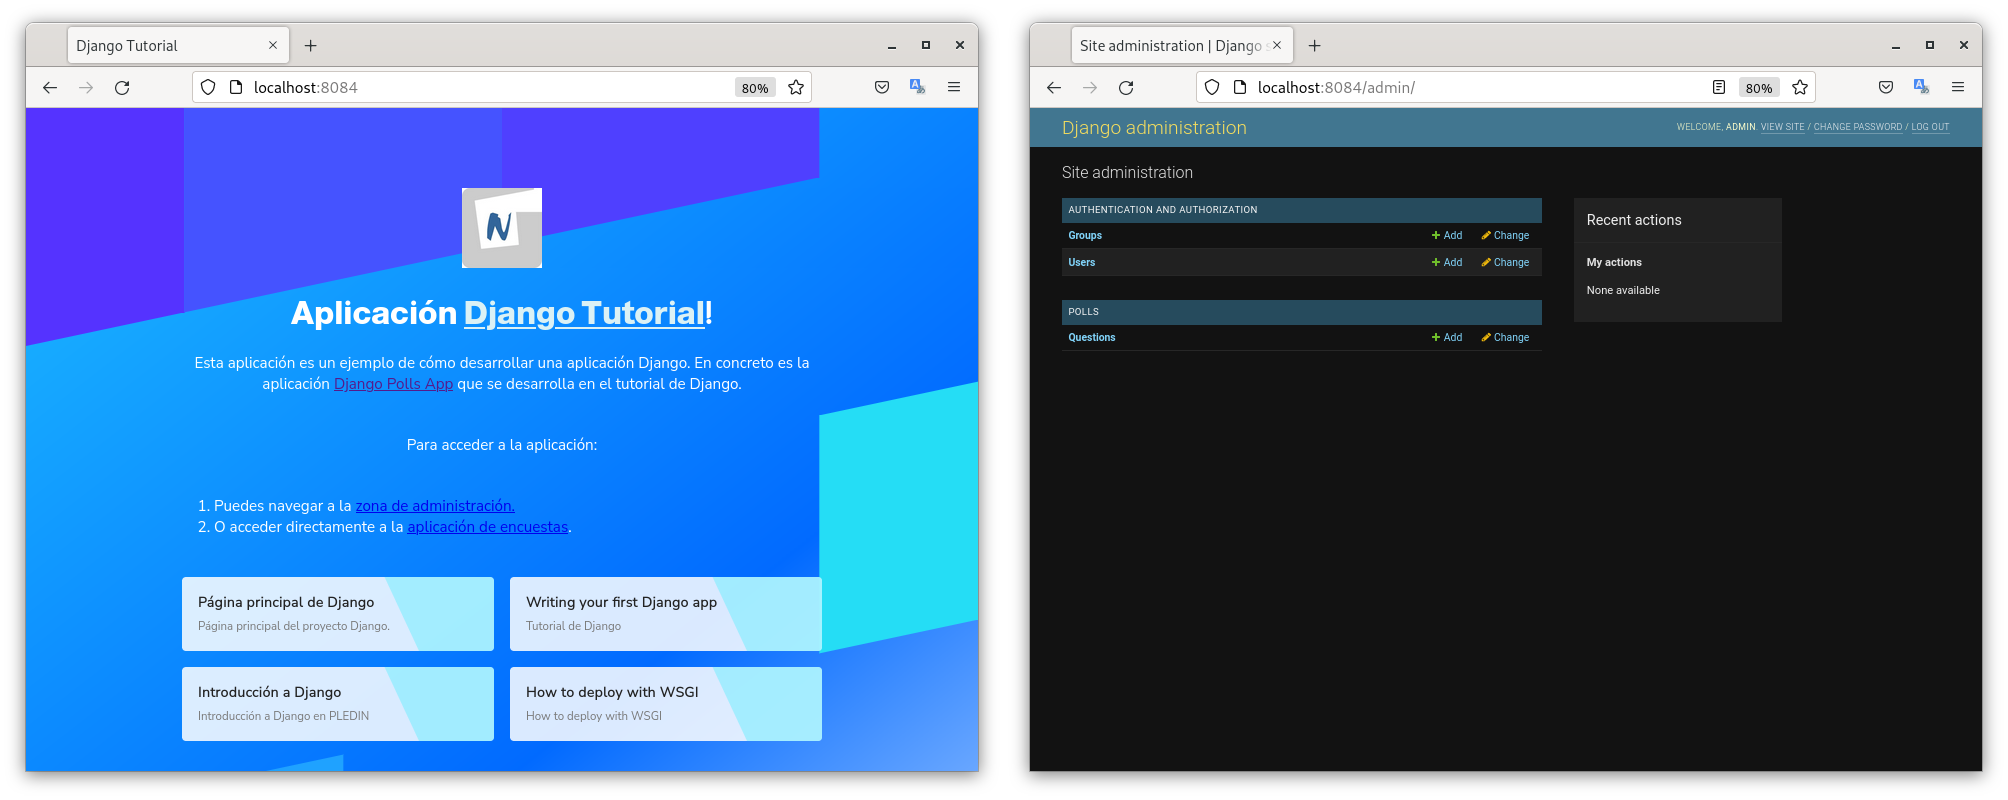 Django Tutorial
localhost:8084
80%
N
Aplicación Django Tutorial!
Esta aplicación es un ejemplo de cómo desarrollar una aplicación Django. En concreto es la
aplicación Django Polls App que se desarrolla en el tutorial de Django.
Para acceder a la aplicación:
1. Puedes navegar a la zona de administración.
2. O acceder directamente a la aplicación de encuestas.
Página principal de Django
Página principal del proyecto Django.
Writing your first Django app
Tutorial de Django
Introducción a Django
Introducción a Django en PLEDIN
How to deploy with WSGI
How to deploy with WSGI
Site administration | Django s
localhost:8084/admin/
80%
Django administration
WELCOME, ADMIN. VIEW SITE / CHANGE PASSWORD / LOG OUT
Site administration
AUTHENTICATION AND AUTHORIZATION
Groups Add Change
Users Add Change
POLLS
Questions Add Change
Recent actions
My actions
None available